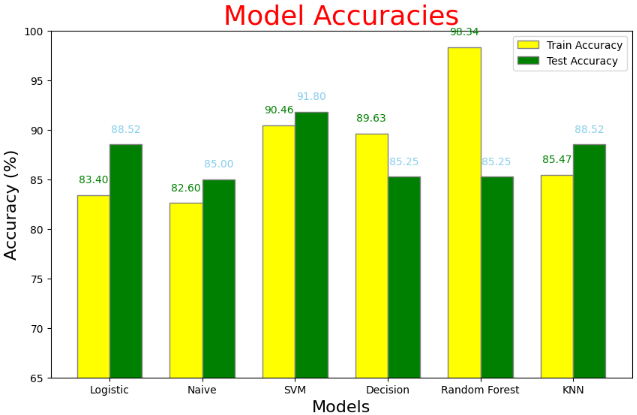 Model Accuracies
100
95
90
85
80
75
70
65
Accuracy (%)
98.34
90.46
91.80
89.63
88.52
88.52
83.40
82.60
85.00
85.25
85.25
85.47
Train Accuracy
Test Accuracy
Logistic
Naive
SVM
Decision
Random Forest
KNN
Models